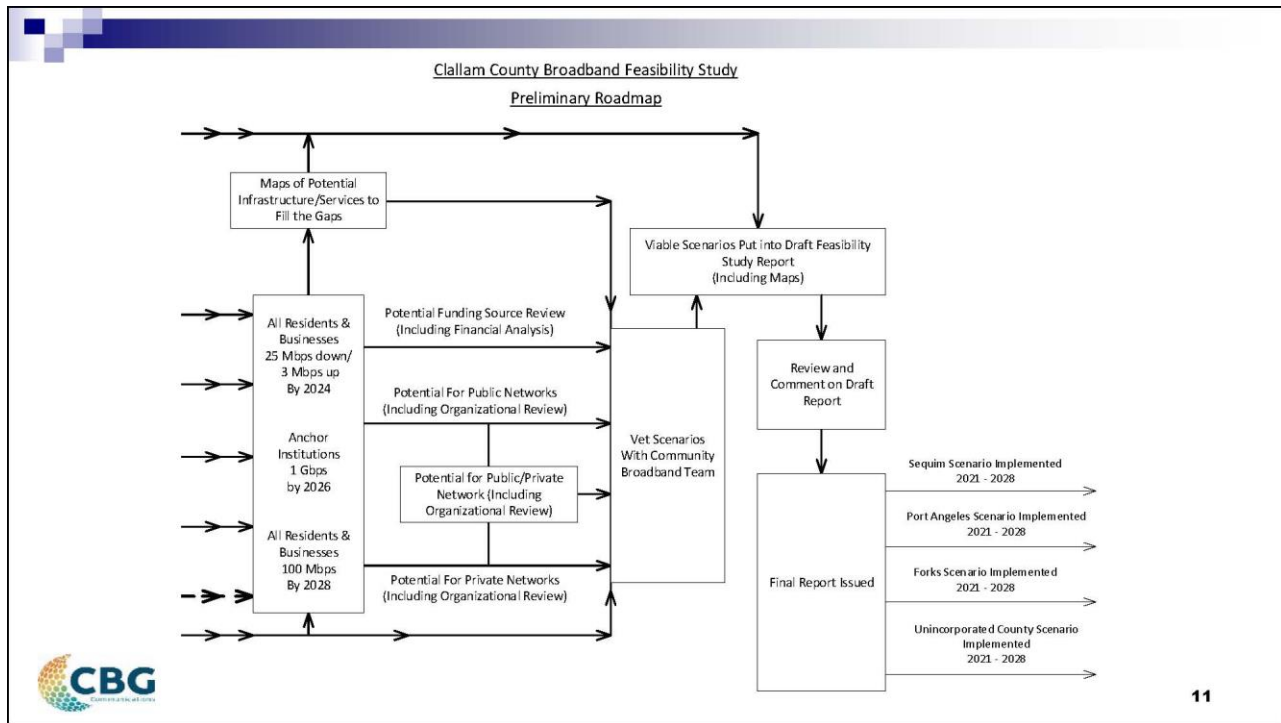 Clallam County Broadband Feasibility Study
Preliminary Roadmap
Maps of Potential
Infrastructure/Services to
Fill the Gaps
Viable Scenarios Put into Draft Feasibility
Study Report
(Including Maps)
All Residents &
Businesses
25 Mbps down/
3 Mbps up
By 2024
Anchor
Institutions
1 Gbps
by 2026
All Residents &
Businesses
100 Mbps
By 2028
Potential Funding Source Review
(Including Financial Analysis)
Potential For Public Networks
(Including Organizational Review)
Potential for Public/Private
Network (Including
Organizational Review)
Potential For Private Networks
(Including Organizational Review)
Vet Scenarios
With Community
Broadband Team
Review and
Comment on Draft
Report
Final Report Issued
Sequim Scenario Implemented
2021 - 2028
Port Angeles Scenario Implemented
2021 - 2028
Forks Scenario Implemented
2021 - 2028
Unincorporated County Scenario
Implemented
2021 - 2028
CBG
Communications
11